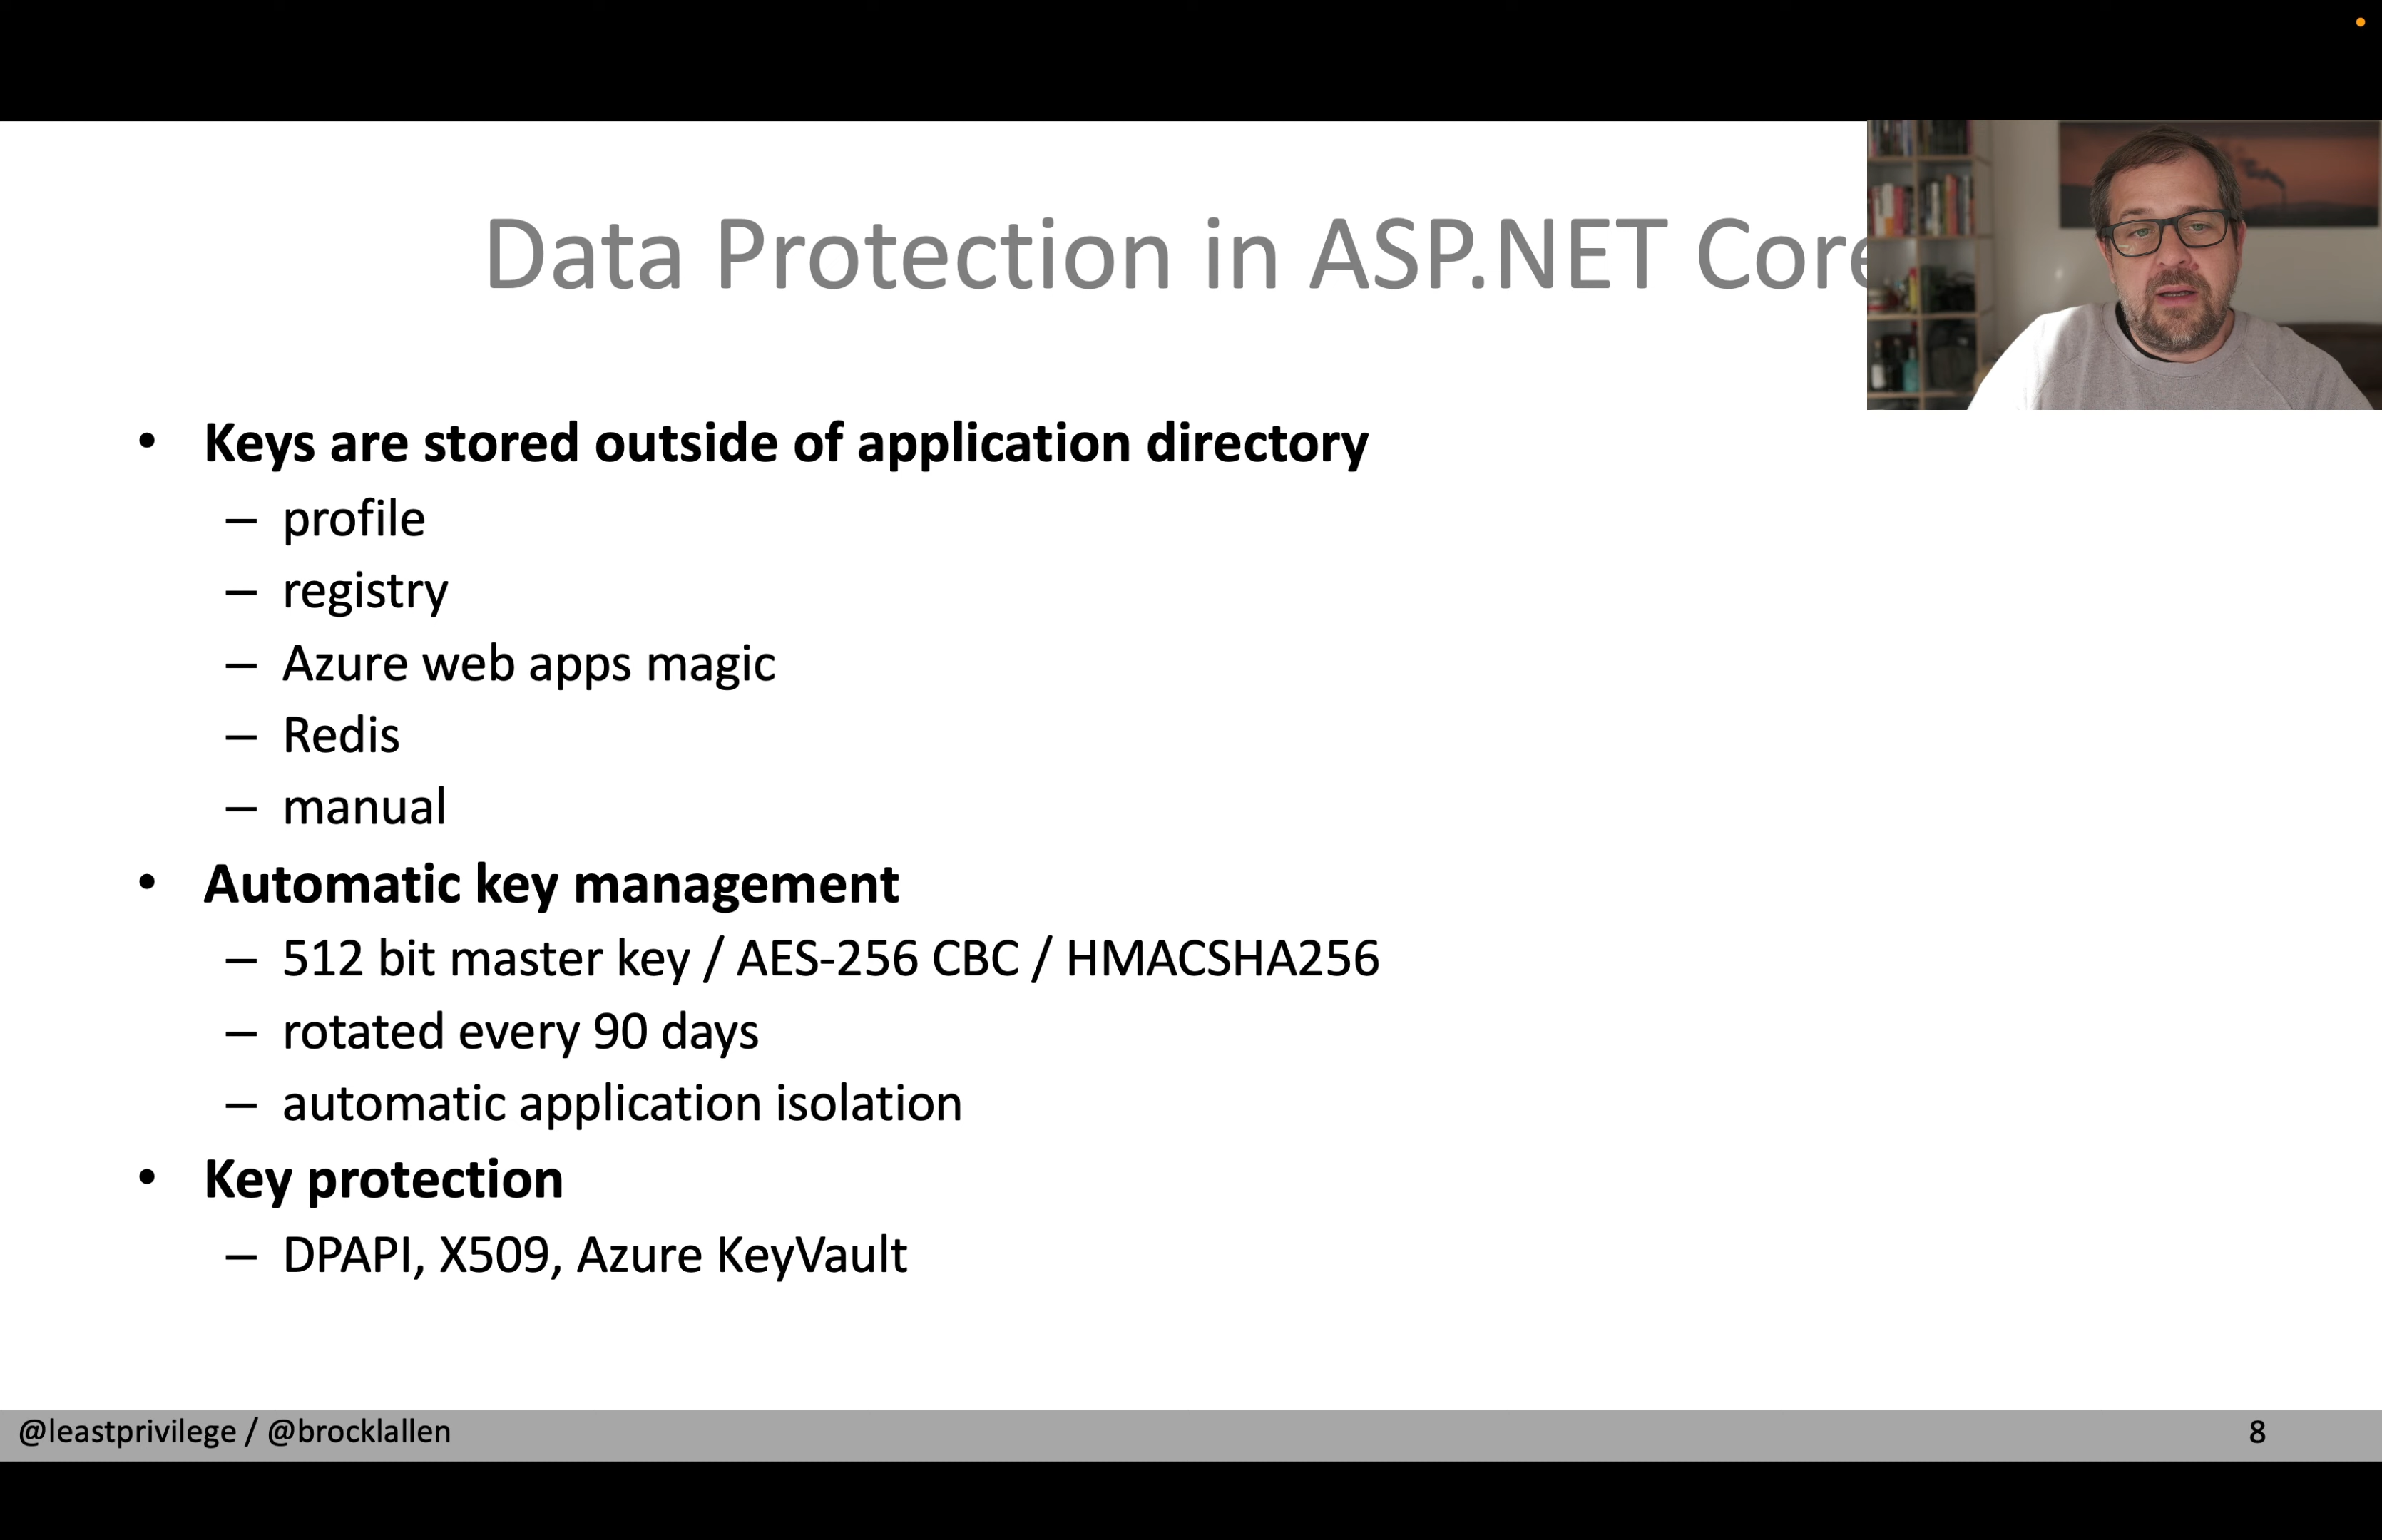 Data Protection in ASP.NET Core
• Keys are stored outside of application directory
– profile
– registry
– Azure web apps magic
– Redis
– manual
• Automatic key management
– 512 bit master key / AES-256 CBC / HMACSHA256
– rotated every 90 days
– automatic application isolation
• Key protection
– DPAPI, X509, Azure KeyVault
@leastprivilege / @brocklallen
8